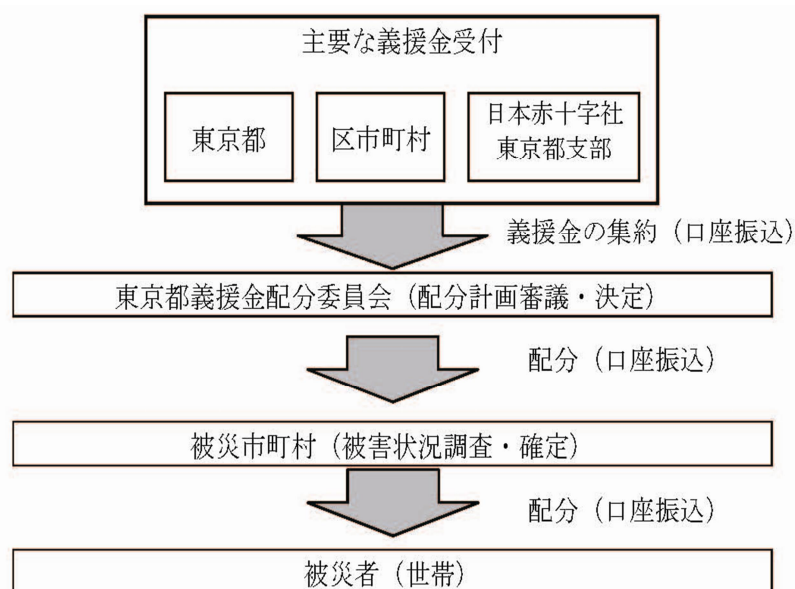 主要な義援金受付
東京都
区市町村
日本赤十字社
東京都支部
義援金の集約（口座振込）
東京都義援金配分委員会（配分計画審議・決定）
配分（口座振込）
被災市町村（被害状況調査・確定）
配分（口座振込）
被災者（世帯）